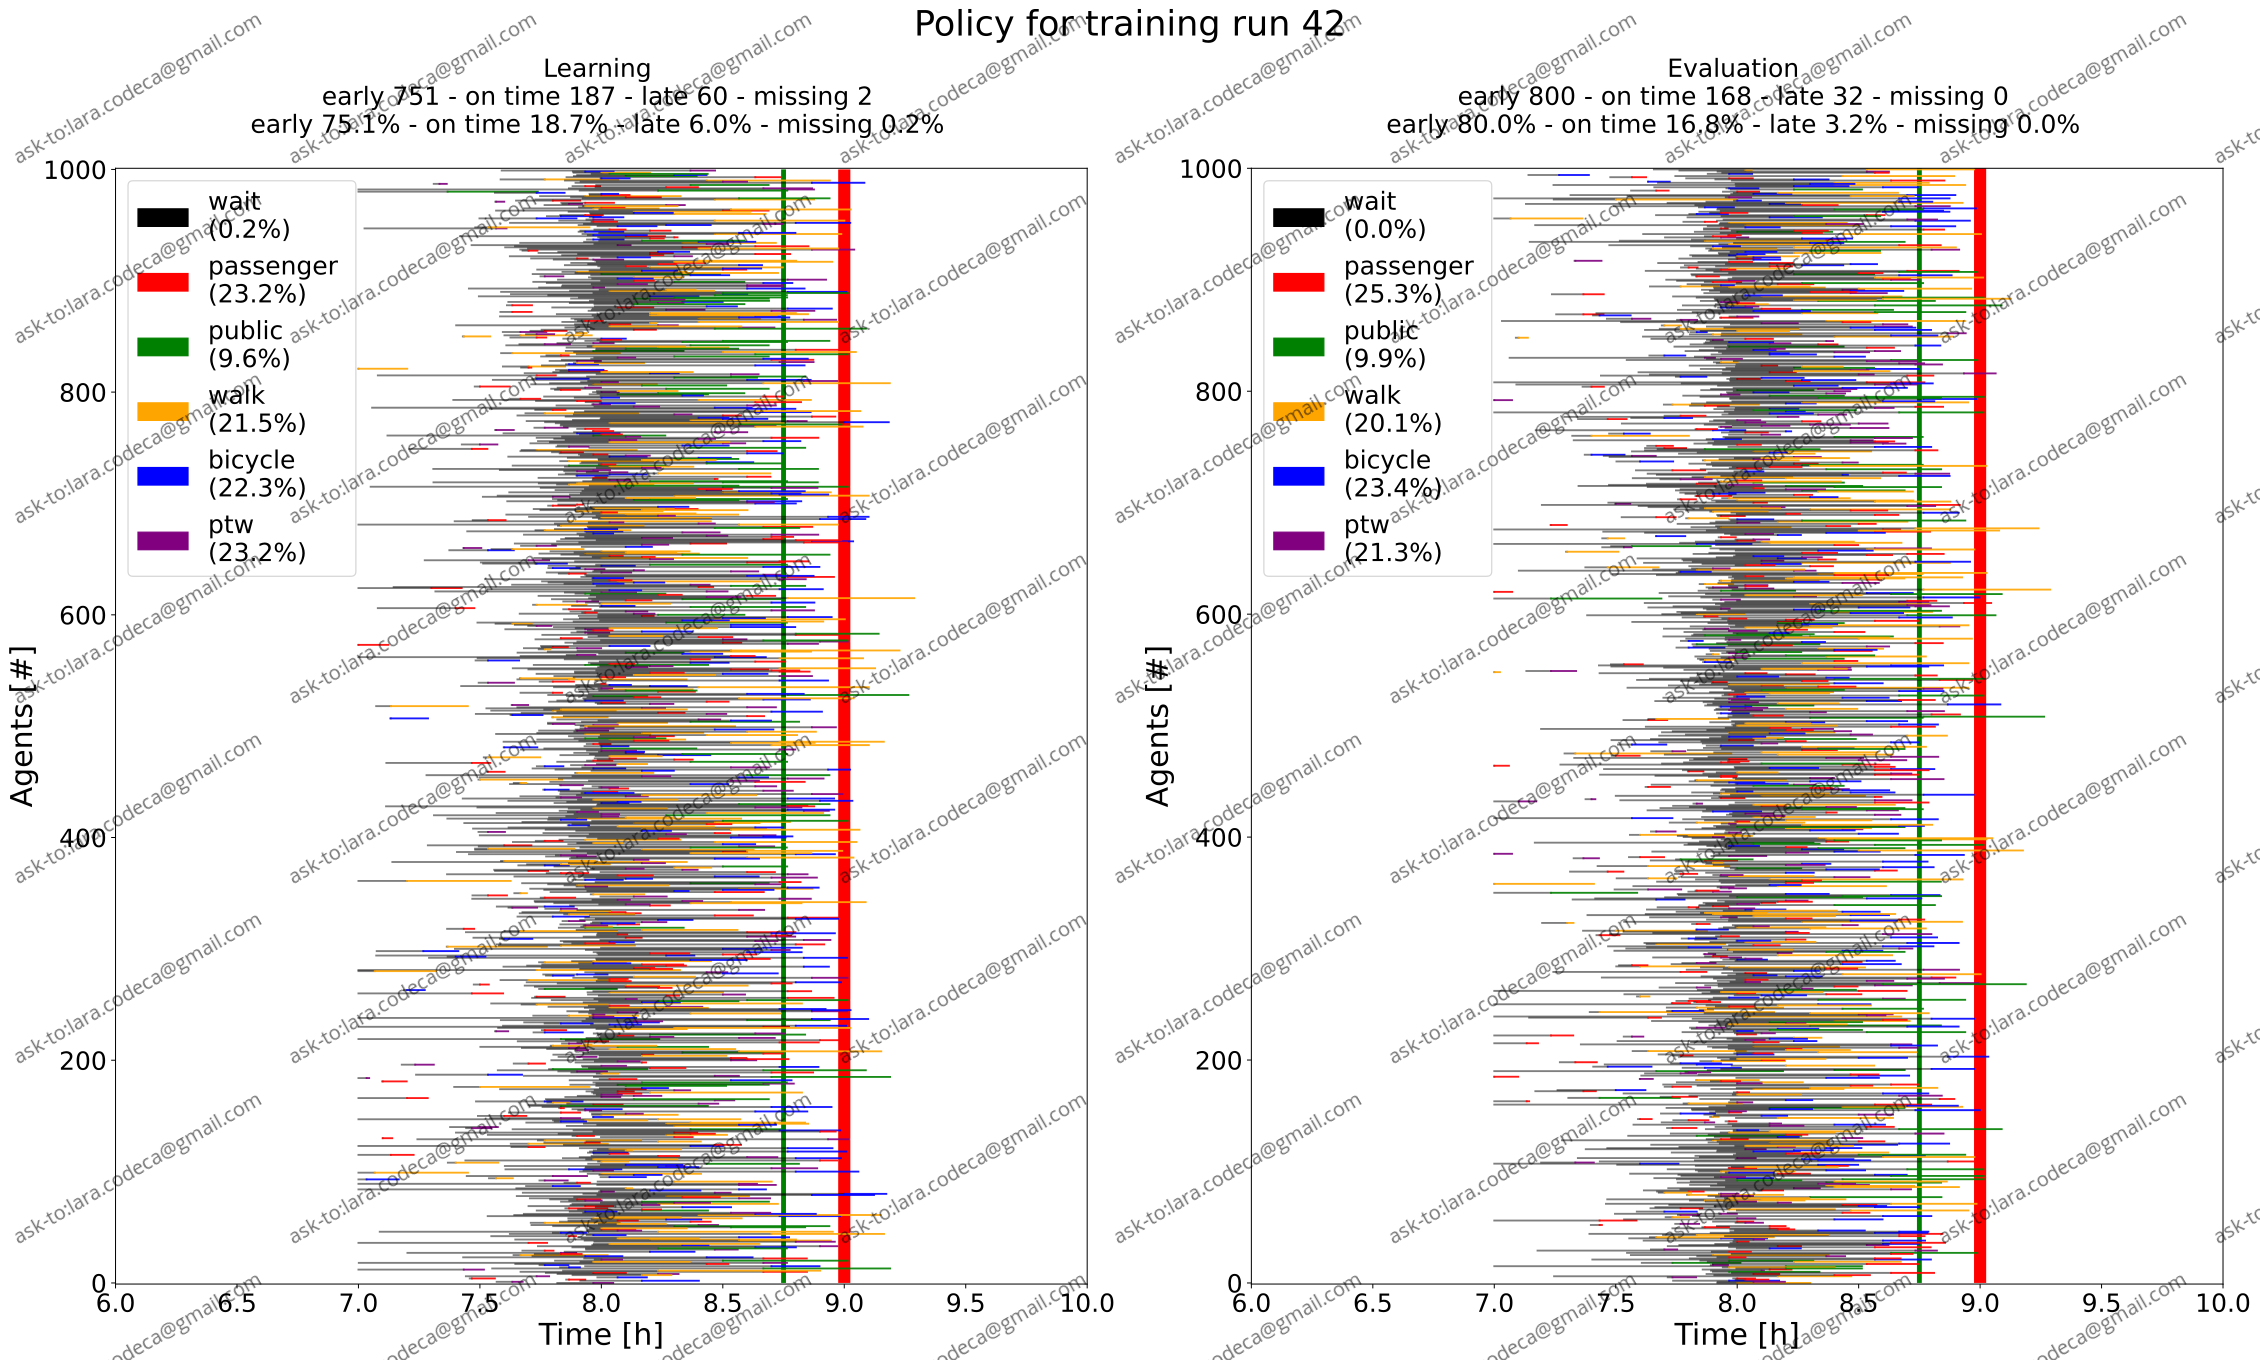 Policy for training run 42
Learning
early 751 - on time 187 - late 60 - missing 2
early 75.1% - on time 18.7% - late 6.0% - missing 0.2%
1000
800
600
400
200
0
Agents [#]
wait
(0.2%)
passenger
(23.2%)
public
(9.6%)
walk
(21.5%)
bicycle
(22.3%)
ptw
(23.2%)
6.0 6.5 7.0 7.5 8.0 8.5 9.0 9.5 10.0
Time [h]
Evaluation
early 800 - on time 168 - late 32 - missing 0
early 80.0% - on time 16.8% - late 3.2% - missing 0.0%
1000
800
600
400
200
0
Agents [#]
wait
(0.0%)
passenger
(25.3%)
public
(9.9%)
walk
(20.1%)
bicycle
(23.4%)
ptw
(21.3%)
6.0 6.5 7.0 7.5 8.0 8.5 9.0 9.5 10.0
Time [h]
ask-to:lara.codeca@gmail.com